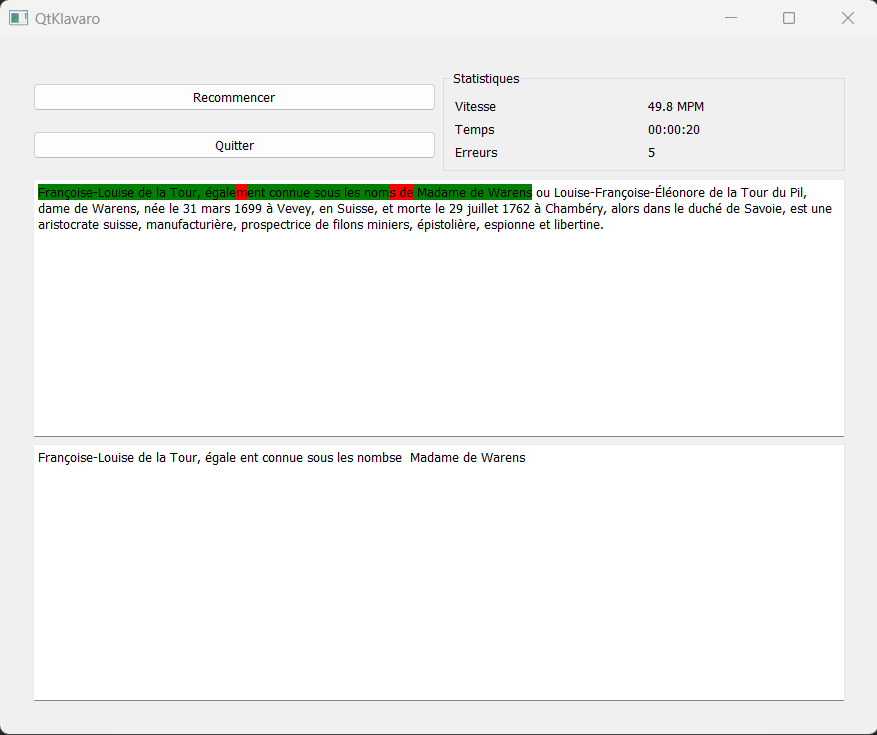 QtKlavaro
Recommencer
Quitter
Statistiques
Vitesse 49.8 MPM
Temps 00:00:20
Erreurs 5
Françoise-Louise de la Tour, également connue sous les noms de Madame de Warens ou Louise-Françoise-Éléonore de la Tour du Pil,
dame de Warens, née le 31 mars 1699 à Vevey, en Suisse, et morte le 29 juillet 1762 à Chambéry, alors dans le duché de Savoie, est une
aristocrate suisse, manufacturière, prospectrice de filons miniers, épistolière, espionne et libertine.
Françoise-Louise de la Tour, égale ent connue sous les nombse  Madame de Warens